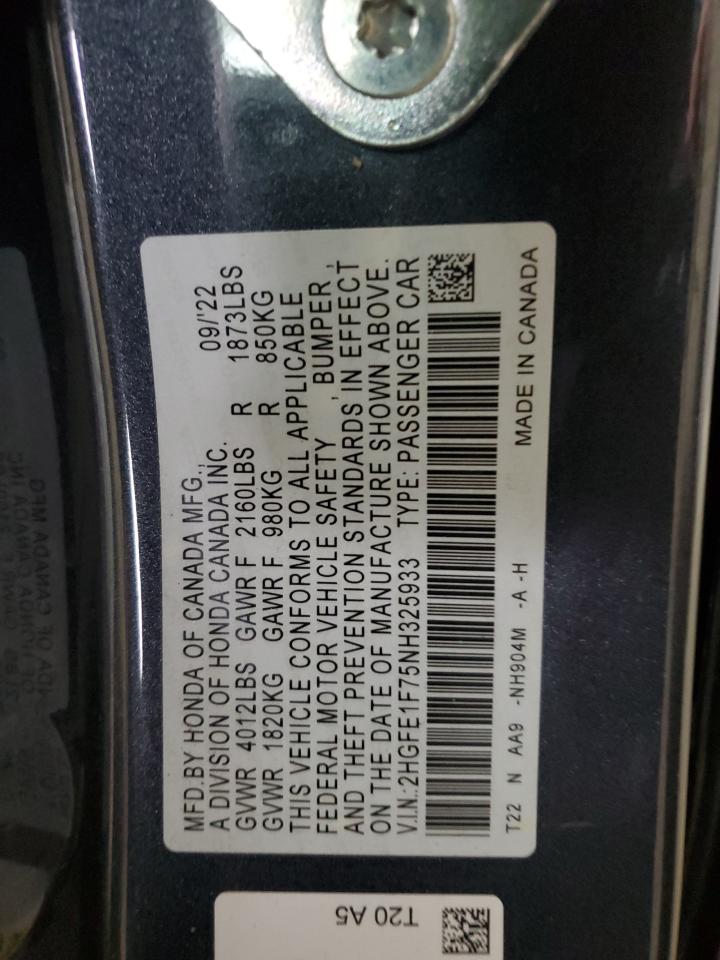 MFD.BY HONDA OF CANADA MFG., 09/'22
A DIVISION OF HONDA CANADA INC.
GVWR 4012LBS GAWR F 2160LBS R 1873LBS
GVWR 1820KG GAWR F 980KG R 850KG
THIS VEHICLE CONFORMS TO ALL APPLICABLE
FEDERAL MOTOR VEHICLE SAFETY , BUMPER ,
AND THEFT PREVENTION STANDARDS IN EFFECT
ON THE DATE OF MANUFACTURE SHOWN ABOVE.
V.I.N.:2HGFE1F75NH325933 TYPE: PASSENGER CAR
T22 N AA9 -NH904M -A -H MADE IN CANADA
T20 A5